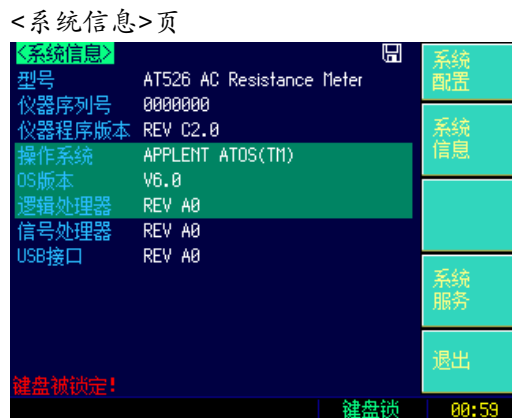 <系统信息>页
<系统信息>
型号 AT526 AC Resistance Meter
仪器序列号 0000000
仪器程序版本 REV C2.0
操作系统 APPLENT ATOS(TM)
OS版本 V6.0
逻辑处理器 REV A0
信号处理器 REV A0
USB接口 REV A0
键盘被锁定!
系统
配置
系统
信息
系统
服务
退出
键盘锁 00:59